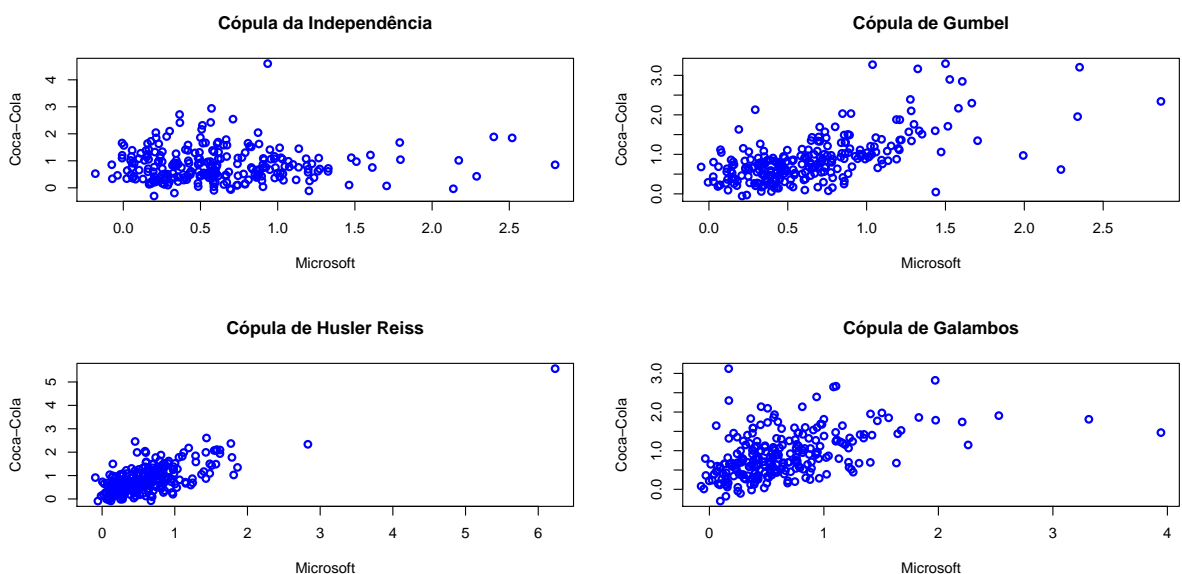 Cópula da Independência
Coca−Cola
0 1 2 3 4
0.0 0.5 1.0 1.5 2.0 2.5
Microsoft
Cópula de Gumbel
Coca−Cola
0.0 1.0 2.0 3.0
0.0 0.5 1.0 1.5 2.0 2.5
Microsoft
Cópula de Husler Reiss
Coca−Cola
0 1 2 3 4 5
0 1 2 3 4 5 6
Microsoft
Cópula de Galambos
Coca−Cola
0.0 1.0 2.0 3.0
0 1 2 3 4
Microsoft